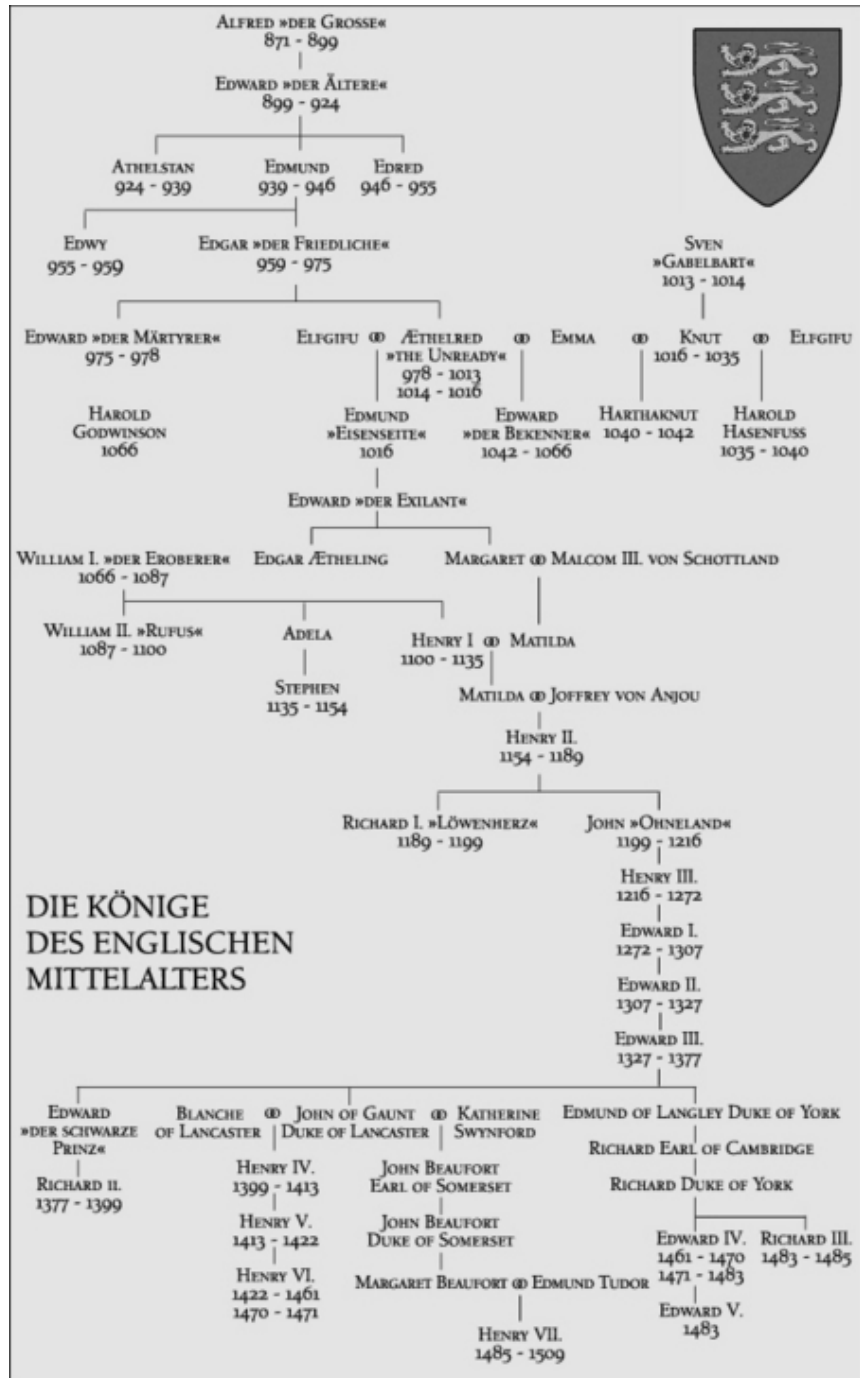 ALFRED »DER GROSSE«
871 - 899
EDWARD »DER ÄLTERE«
899 - 924
ATHELSTAN
924 - 939
EDMUND
939 - 946
EDRED
946 - 955
EDWY
955 - 959
EDGAR »DER FRIEDLICHE«
959 - 975
SVEN
»GABELBART«
1013 - 1014
EDWARD »DER MÄRTYRER«
975 - 978
ELFGIFU ⚭ ÆTHELRED ⚭ EMMA ⚭ KNUT ⚭ ELFGIFU
»THE UNREADY«
978 - 1013
1014 - 1016
1016 - 1035
HAROLD
GODWINSON
1066
EDMUND
»EISENSEITE«
1016
EDWARD
»DER BEKENNER«
1042 - 1066
HARTHAKNUT
1040 - 1042
HAROLD
HASENFUSS
1035 - 1040
EDWARD »DER EXILANT«
WILLIAM I. »DER EROBERER«
1066 - 1087
EDGAR ÆTHELING
MARGARET ⚭ MALCOM III. VON SCHOTTLAND
WILLIAM II. »RUFUS«
1087 - 1100
ADELA
HENRY I ⚭ MATILDA
1100 - 1135
STEPHEN
1135 - 1154
MATILDA ⚭ JOFFREY VON ANJOU
HENRY II.
1154 - 1189
RICHARD I. »LÖWENHERZ«
1189 - 1199
JOHN »OHNELAND«
1199 - 1216
HENRY III.
1216 - 1272
EDWARD I.
1272 - 1307
EDWARD II.
1307 - 1327
EDWARD III.
1327 - 1377
DIE KÖNIGE
DES ENGLISCHEN
MITTELALTERS
EDWARD
»DER SCHWARZE
PRINZ«
RICHARD II.
1377 - 1399
BLANCHE ⚭ JOHN OF GAUNT ⚭ KATHERINE
OF LANCASTER DUKE OF LANCASTER SWYNFORD
HENRY IV.
1399 - 1413
HENRY V.
1413 - 1422
HENRY VI.
1422 - 1461
1470 - 1471
JOHN BEAUFORT
EARL OF SOMERSET
JOHN BEAUFORT
DUKE OF SOMERSET
MARGARET BEAUFORT ⚭ EDMUND TUDOR
HENRY VII.
1485 - 1509
EDMUND OF LANGLEY DUKE OF YORK
RICHARD EARL OF CAMBRIDGE
RICHARD DUKE OF YORK
EDWARD IV.
1461 - 1470
1471 - 1483
RICHARD III.
1483 - 1485
EDWARD V.
1483